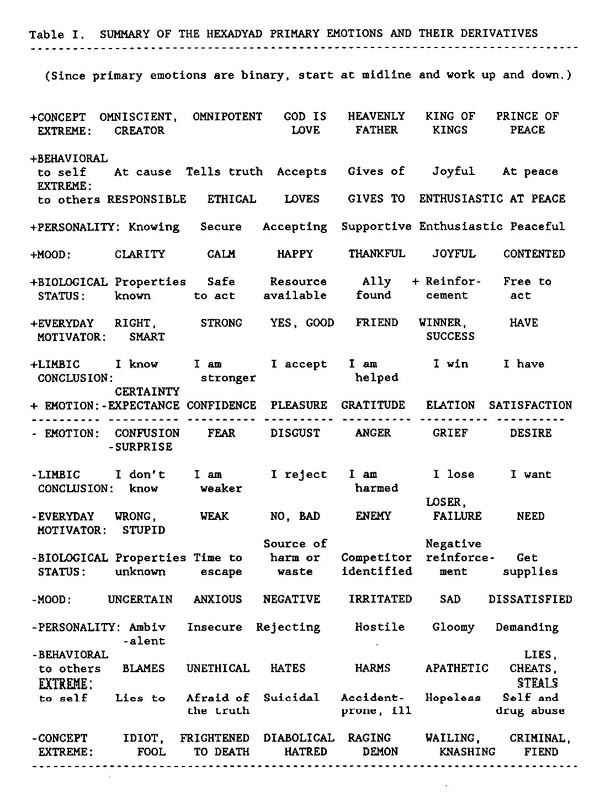 Table I. SUMMARY OF THE HEXADYAD PRIMARY EMOTIONS AND THEIR DERIVATIVES
(Since primary emotions are binary, start at midline and work up and down.)
+CONCEPT OMNISCIENT, OMNIPOTENT GOD IS HEAVENLY KING OF PRINCE OF
EXTREME: CREATOR LOVE FATHER KINGS PEACE
+BEHAVIORAL
to self At cause Tells truth Accepts Gives of Joyful At peace
EXTREME:
to others RESPONSIBLE ETHICAL LOVES GIVES TO ENTHUSIASTIC AT PEACE
+PERSONALITY: Knowing Secure Accepting Supportive Enthusiastic Peaceful
+MOOD: CLARITY CALM HAPPY THANKFUL JOYFUL CONTENTED
+BIOLOGICAL Properties Safe Resource Ally + Reinfor- Free to
STATUS: known to act available found cement act
+EVERYDAY RIGHT, STRONG YES, GOOD FRIEND WINNER, HAVE
MOTIVATOR: SMART SUCCESS
+LIMBIC I know I am I accept I am I win I have
CONCLUSION: stronger helped
CERTAINTY
+ EMOTION:-EXPECTANCE CONFIDENCE PLEASURE GRATITUDE ELATION SATISFACTION
- EMOTION: CONFUSION FEAR DISGUST ANGER GRIEF DESIRE
-SURPRISE
-LIMBIC I don't I am I reject I am I lose I want
CONCLUSION: know weaker harmed
LOSER,
-EVERYDAY WRONG, WEAK NO, BAD ENEMY FAILURE NEED
MOTIVATOR: STUPID
Source of Negative
-BIOLOGICAL Properties Time to harm or Competitor reinforce- Get
STATUS: unknown escape waste identified ment supplies
-MOOD: UNCERTAIN ANXIOUS NEGATIVE IRRITATED SAD DISSATISFIED
-PERSONALITY: Ambiv Insecure Rejecting Hostile Gloomy Demanding
-alent
-BEHAVIORAL LIES,
to others BLAMES UNETHICAL HATES HARMS APATHETIC CHEATS,
EXTREME: STEALS
to self Lies to Afraid of Suicidal Accident- Hopeless Self and
the truth prone, ill drug abuse
-CONCEPT IDIOT, FRIGHTENED DIABOLICAL RAGING WAILING, CRIMINAL,
EXTREME: FOOL TO DEATH HATRED DEMON KNASHING FIEND